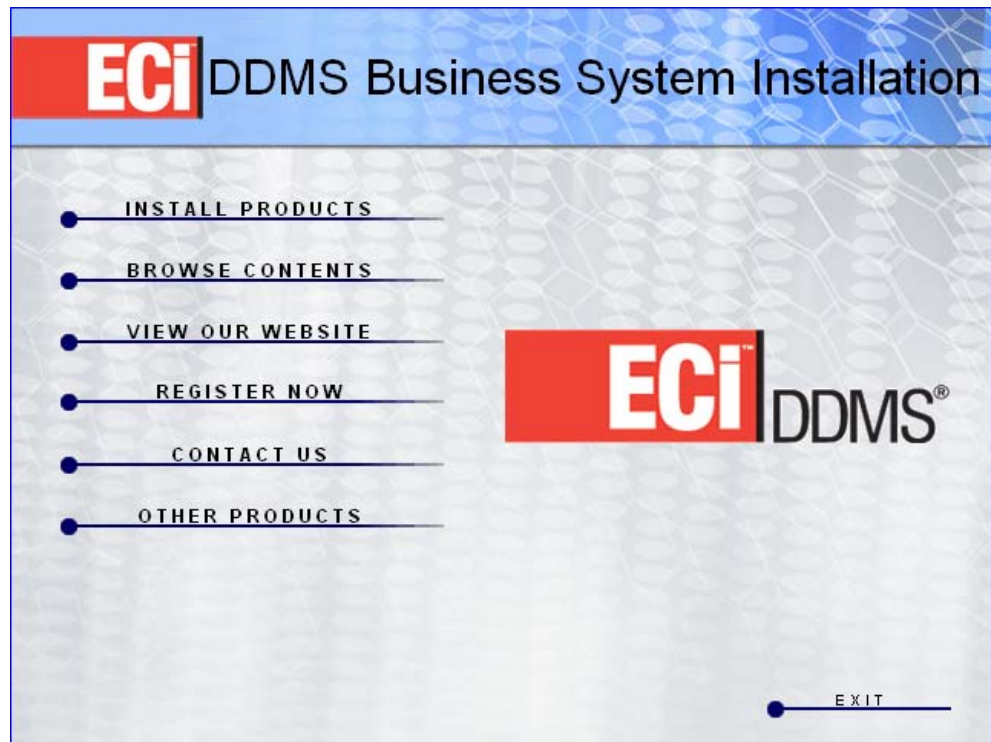 ECi DDMS Business System Installation
INSTALL PRODUCTS
BROWSE CONTENTS
VIEW OUR WEBSITE
REGISTER NOW
CONTACT US
OTHER PRODUCTS
ECi™ DDMS®
EXIT